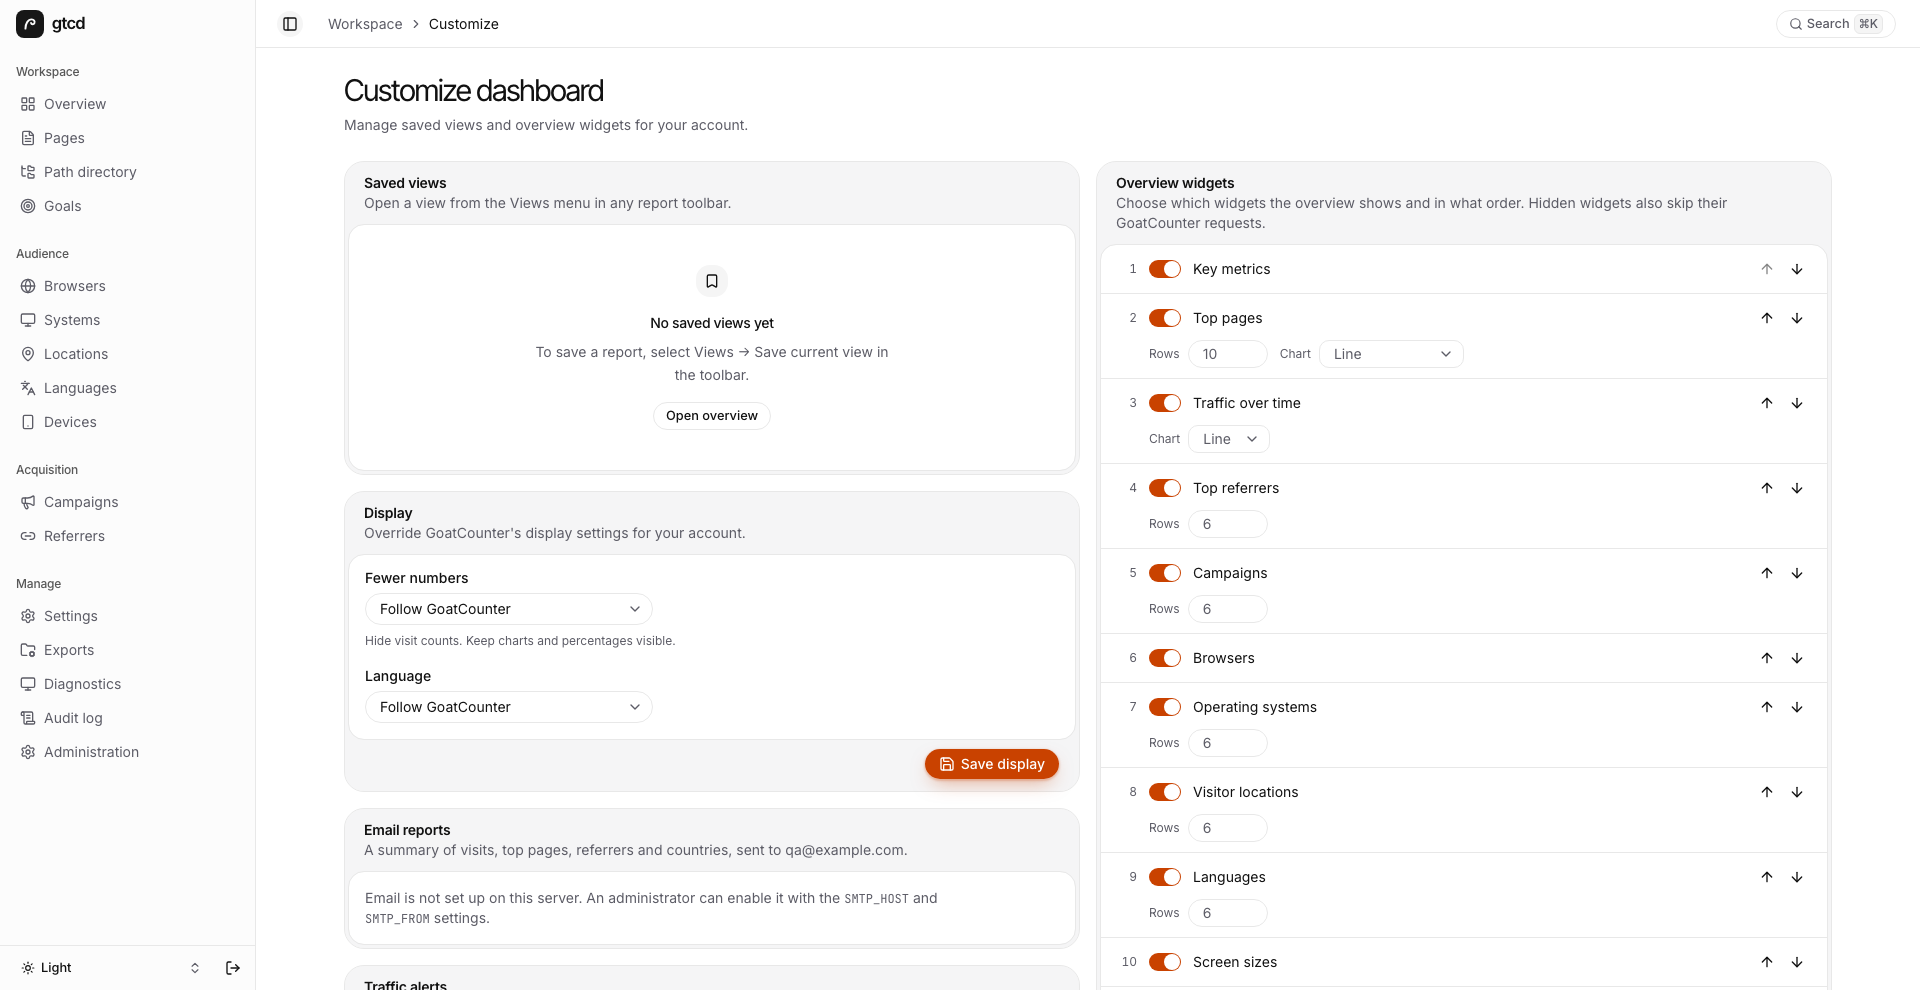 gtcd
Workspace
Overview
Pages
Path directory
Goals
Audience
Browsers
Systems
Locations
Languages
Devices
Acquisition
Campaigns
Referrers
Manage
Settings
Exports
Diagnostics
Audit log
Administration
Light
Workspace > Customize
Search ⌘K
Customize dashboard
Manage saved views and overview widgets for your account.
Saved views
Open a view from the Views menu in any report toolbar.
No saved views yet
To save a report, select Views → Save current view in
the toolbar.
Open overview
Display
Override GoatCounter's display settings for your account.
Fewer numbers
Follow GoatCounter
Hide visit counts. Keep charts and percentages visible.
Language
Follow GoatCounter
Save display
Email reports
A summary of visits, top pages, referrers and countries, sent to qa@example.com.
Email is not set up on this server. An administrator can enable it with the SMTP_HOST and
SMTP_FROM settings.
Traffic alerts
Overview widgets
Choose which widgets the overview shows and in what order. Hidden widgets also skip their
GoatCounter requests.
1 Key metrics
2 Top pages
Rows 10 Chart Line
3 Traffic over time
Chart Line
4 Top referrers
Rows 6
5 Campaigns
Rows 6
6 Browsers
7 Operating systems
Rows 6
8 Visitor locations
Rows 6
9 Languages
Rows 6
10 Screen sizes